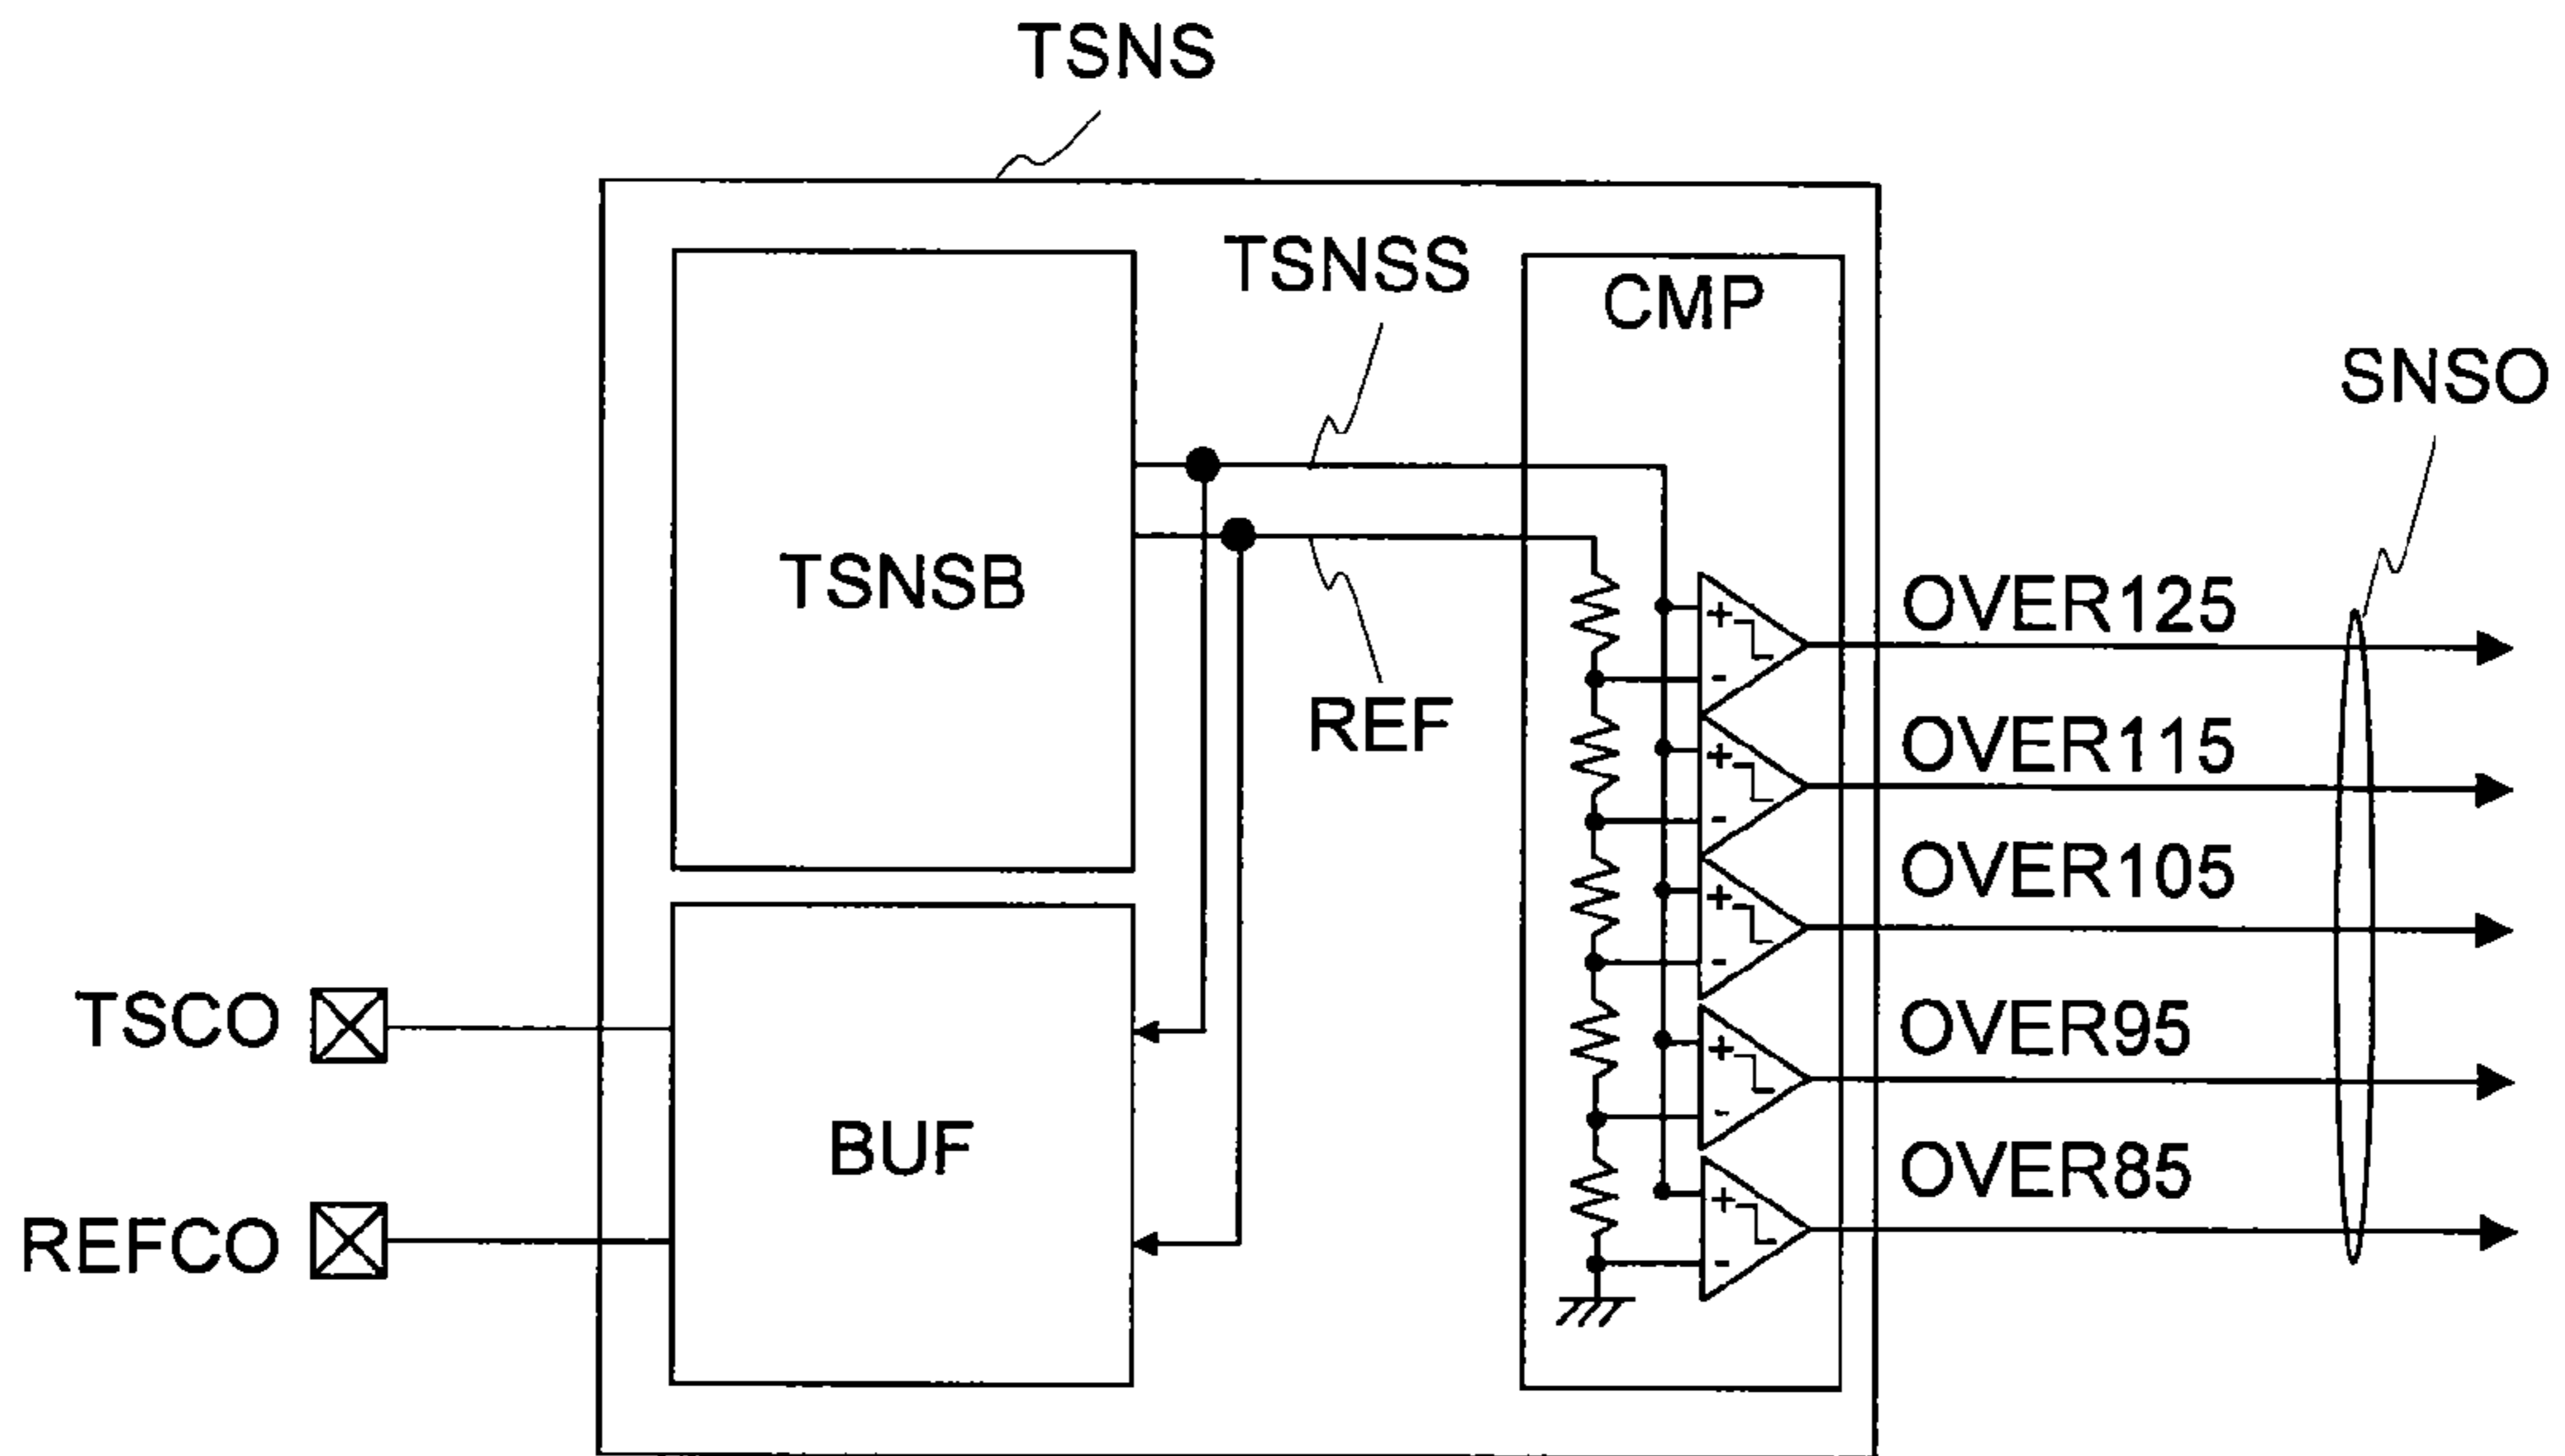 TSNS
TSNSS
CMP
SNSO
TSNSB
REF
OVER125
OVER115
OVER105
OVER95
OVER85
TSCO
REFCO
BUF
+
-
+
-
+
-
+
-
+
-